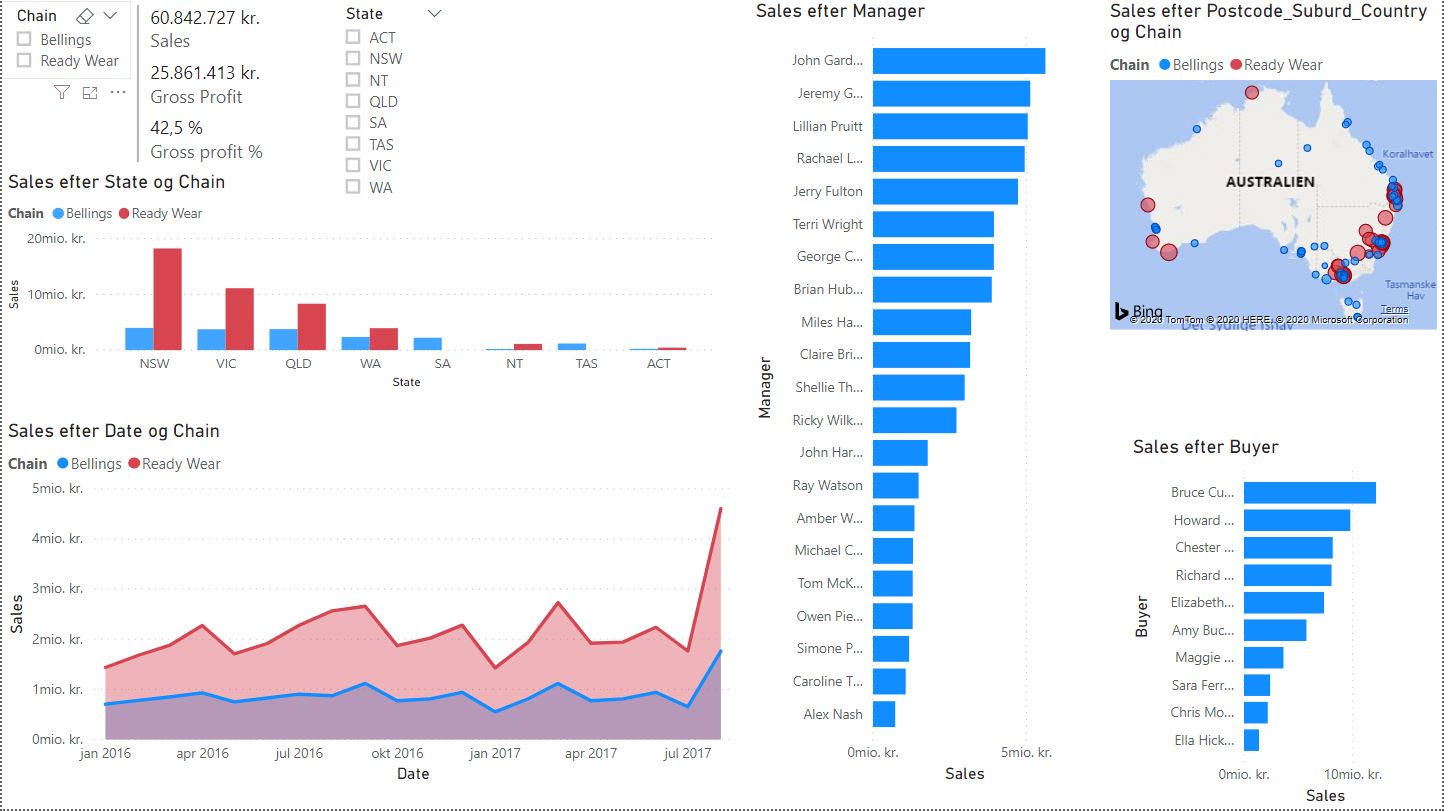 Chain
Bellings
Ready Wear
60.842.727 kr.
Sales
25.861.413 kr.
Gross Profit
42,5 %
Gross profit %
State
ACT
NSW
NT
QLD
SA
TAS
VIC
WA
Sales efter State og Chain
Chain Bellings Ready Wear
20mio. kr.
10mio. kr.
0mio. kr.
Sales
NSW VIC QLD WA SA NT TAS ACT
State
Sales efter Date og Chain
Chain Bellings Ready Wear
5mio. kr.
4mio. kr.
3mio. kr.
2mio. kr.
1mio. kr.
0mio. kr.
Sales
jan 2016 apr 2016 jul 2016 okt 2016 jan 2017 apr 2017 jul 2017
Date
Sales efter Manager
Manager
John Gard...
Jeremy G...
Lillian Pruitt
Rachael L...
Jerry Fulton
Terri Wright
George C...
Brian Hub...
Miles Ha...
Claire Bri...
Shellie Th...
Ricky Wilk...
John Har...
Ray Watson
Amber W...
Michael C...
Tom McK...
Owen Pie...
Simone P...
Caroline T...
Alex Nash
0mio. kr. 5mio. kr.
Sales
Sales efter Postcode_Suburd_Country
og Chain
Chain Bellings Ready Wear
Koralhavet
AUSTRALIEN
Tasmanske
Hav
Terms
Bing
© 2020 TomTom © 2020 HERE, © 2020 Microsoft Corporation
Det Sydlige Ishav
Sales efter Buyer
Buyer
Bruce Cu...
Howard ...
Chester ...
Richard ...
Elizabeth...
Amy Buc...
Maggie ...
Sara Ferr...
Chris Mo...
Ella Hick...
0mio. kr. 10mio. kr.
Sales